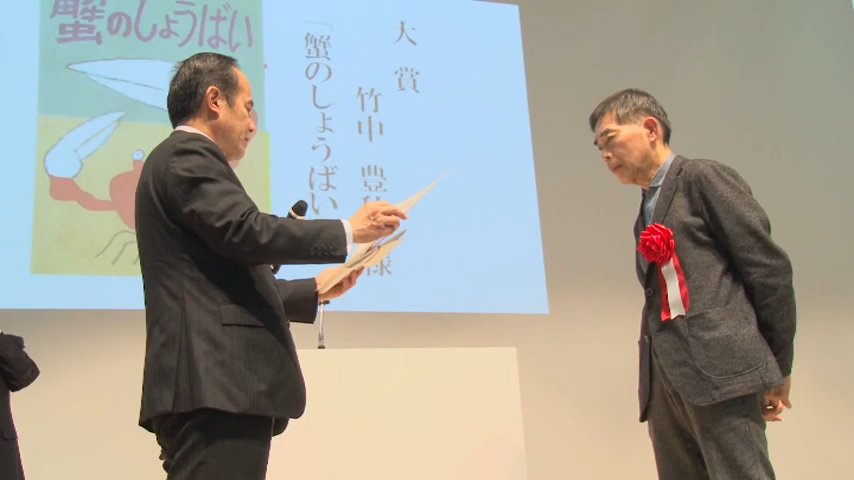 蟹のしょうばい
大賞
竹中 豊
様
「蟹のしょうばい